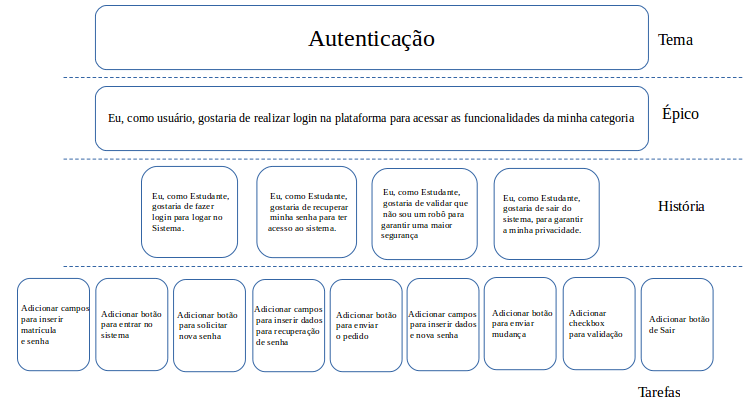 Autenticação
Tema
Eu, como usuário, gostaria de realizar login na plataforma para acessar as funcionalidades da minha categoria
Épico
Eu, como Estudante,
gostaria de fazer
login para logar no
Sistema.
Eu, como Estudante,
gostaria de recuperar
minha senha para ter
acesso ao sistema.
Eu, como Estudante,
gostaria de validar que
não sou um robô para
garantir uma maior
segurança
Eu, como Estudante,
gostaria de sair do
sistema, para garantir
a minha privacidade.
História
Adicionar campos
para inserir
matrícula
e senha
Adicionar botão
para entrar no
sistema
Adicionar botão
para solicitar
nova senha
Adicionar campos
para inserir dados
para recuperação
de senha
Adicionar botão
para enviar
o pedido
Adicionar campos
para inserir dados
e nova senha
Adicionar botão
para enviar
mudança
Adicionar
checkbox
para validação
Adicionar botão
de Sair
Tarefas